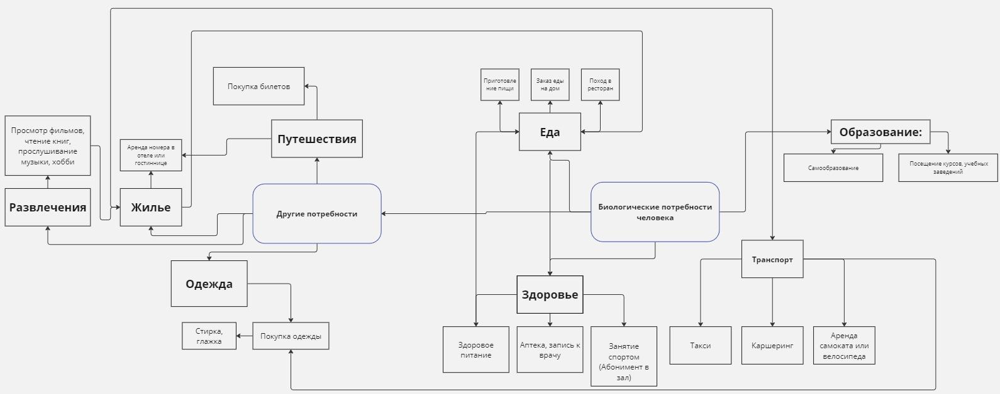 Покупка билетов
Приготовле
ние пищи
Заказ еды
на дом
Поход в
ресторан
Просмотр фильмов,
чтение книг,
прослушивание
музыки, хобби
Аренда номера в
отеле или
гостиннице
Путешествия
Еда
Образование:
Самообразование
Посещение курсов, учебных
заведений
Развлечения
Жилье
Другие потребности
Биологические потребности
человека
Одежда
Транспорт
Здоровье
Стирка,
глажка
Покупка одежды
Здоровое
питание
Аптека, запись к
врачу
Занятие
спортом
(Абонимент в
зал)
Такси
Каршеринг
Аренда
самоката или
велосипеда